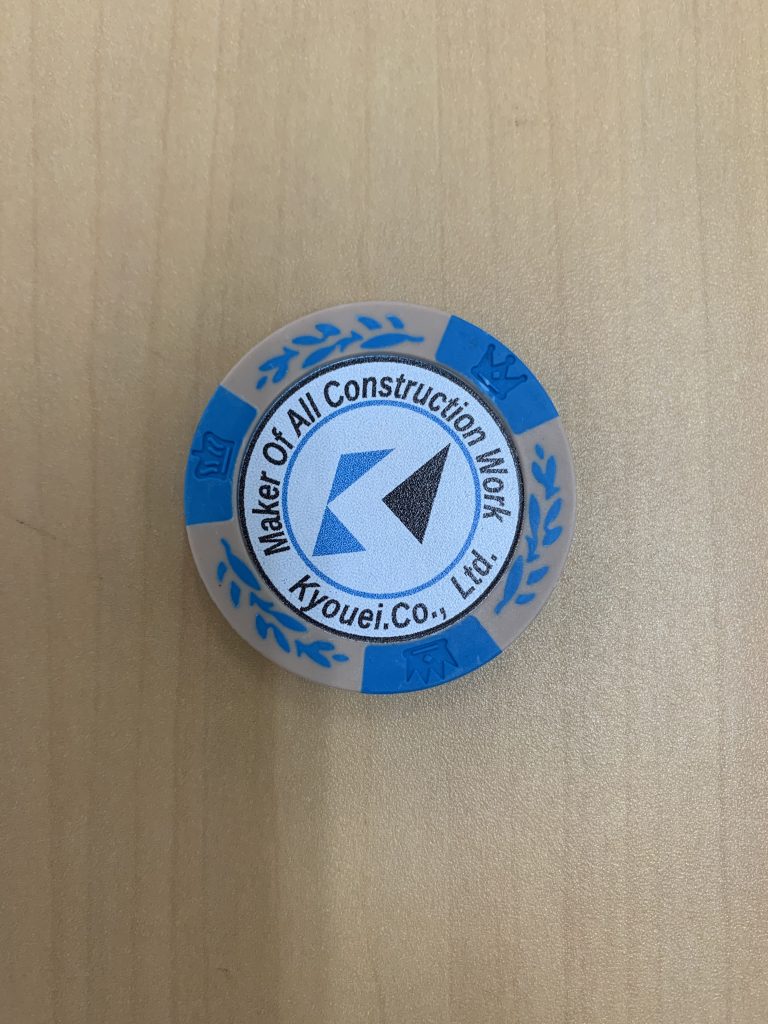 Maker Of All Construction Work
Kyouei.Co., Ltd.